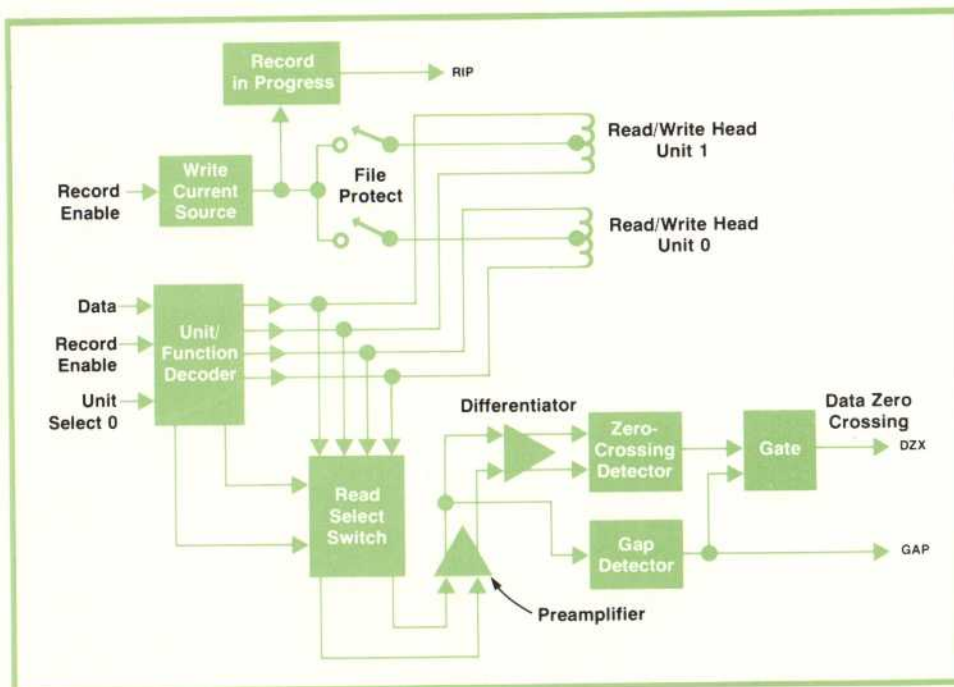 Record
in Progress
RIP
Read/Write Head
Unit 1
Write
Current
Source
Record
Enable
File
Protect
Read/Write Head
Unit 0
Data
Record
Enable
Unit
Select 0
Unit/
Function
Decoder
Differentiator
Zero-
Crossing
Detector
Gate
Data Zero
Crossing
DZX
Read
Select
Switch
Gap
Detector
GAP
Preamplifier